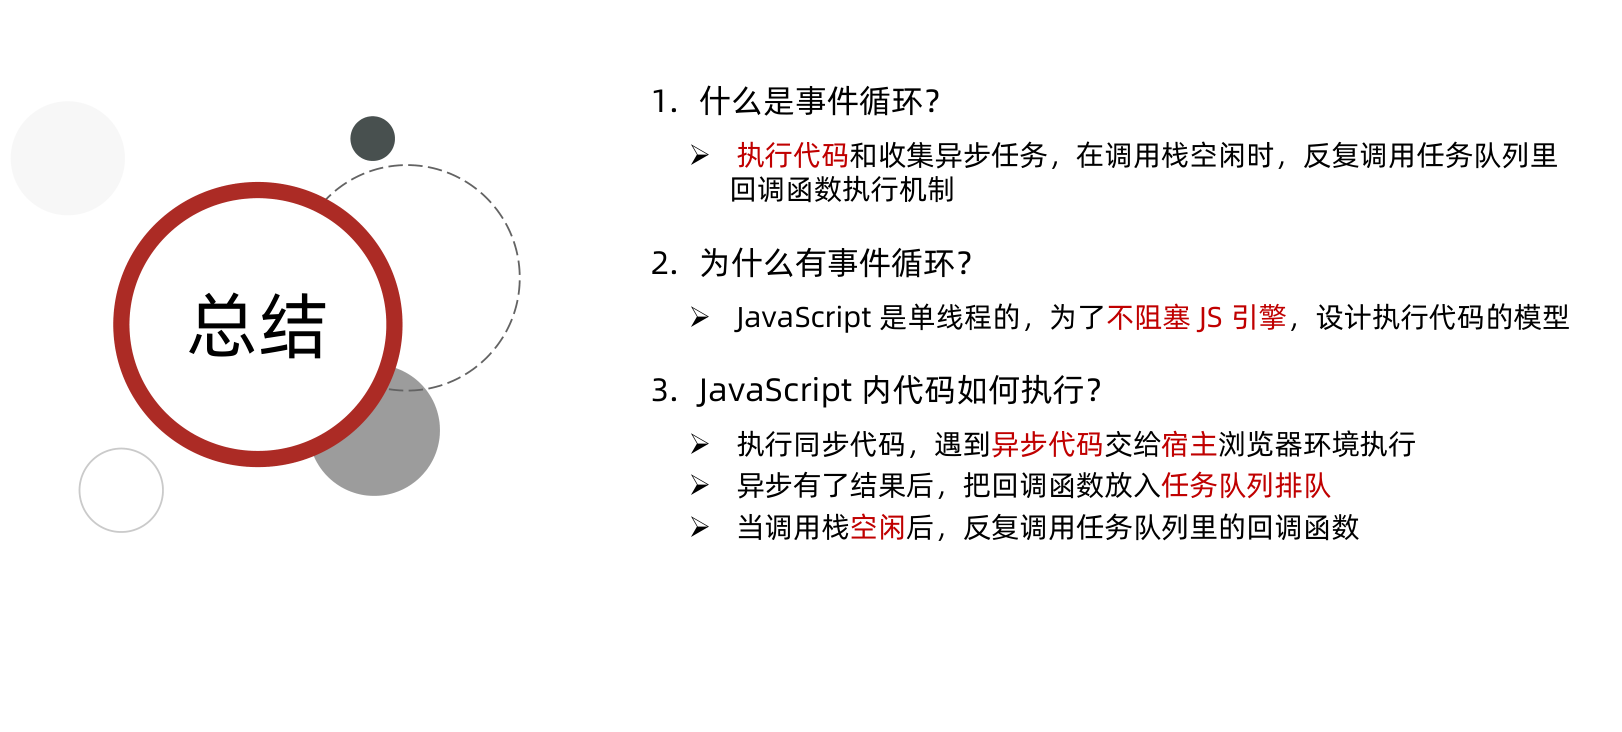 总结
1. 什么是事件循环？
➢ 执行代码和收集异步任务，在调用栈空闲时，反复调用任务队列里
回调函数执行机制
2. 为什么有事件循环？
➢ JavaScript 是单线程的，为了不阻塞 JS 引擎，设计执行代码的模型
3. JavaScript 内代码如何执行？
➢ 执行同步代码，遇到异步代码交给宿主浏览器环境执行
➢ 异步有了结果后，把回调函数放入任务队列排队
➢ 当调用栈空闲后，反复调用任务队列里的回调函数